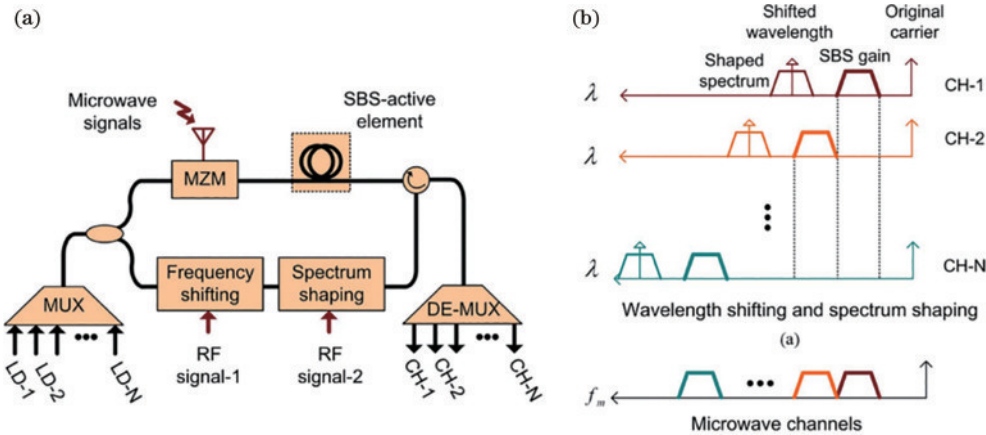 (a)
Microwave
signals
SBS-active
element
MZM
Frequency
shifting
Spectrum
shaping
MUX
DE-MUX
LD-1
LD-2
LD-N
RF
signal-1
RF
signal-2
CH-1
CH-2
CH-N
(b)
Shifted
wavelength
Original
carrier
Shaped
spectrum
SBS gain
λ
CH-1
λ
CH-2
λ
CH-N
Wavelength shifting and spectrum shaping
(a)
fm
Microwave channels